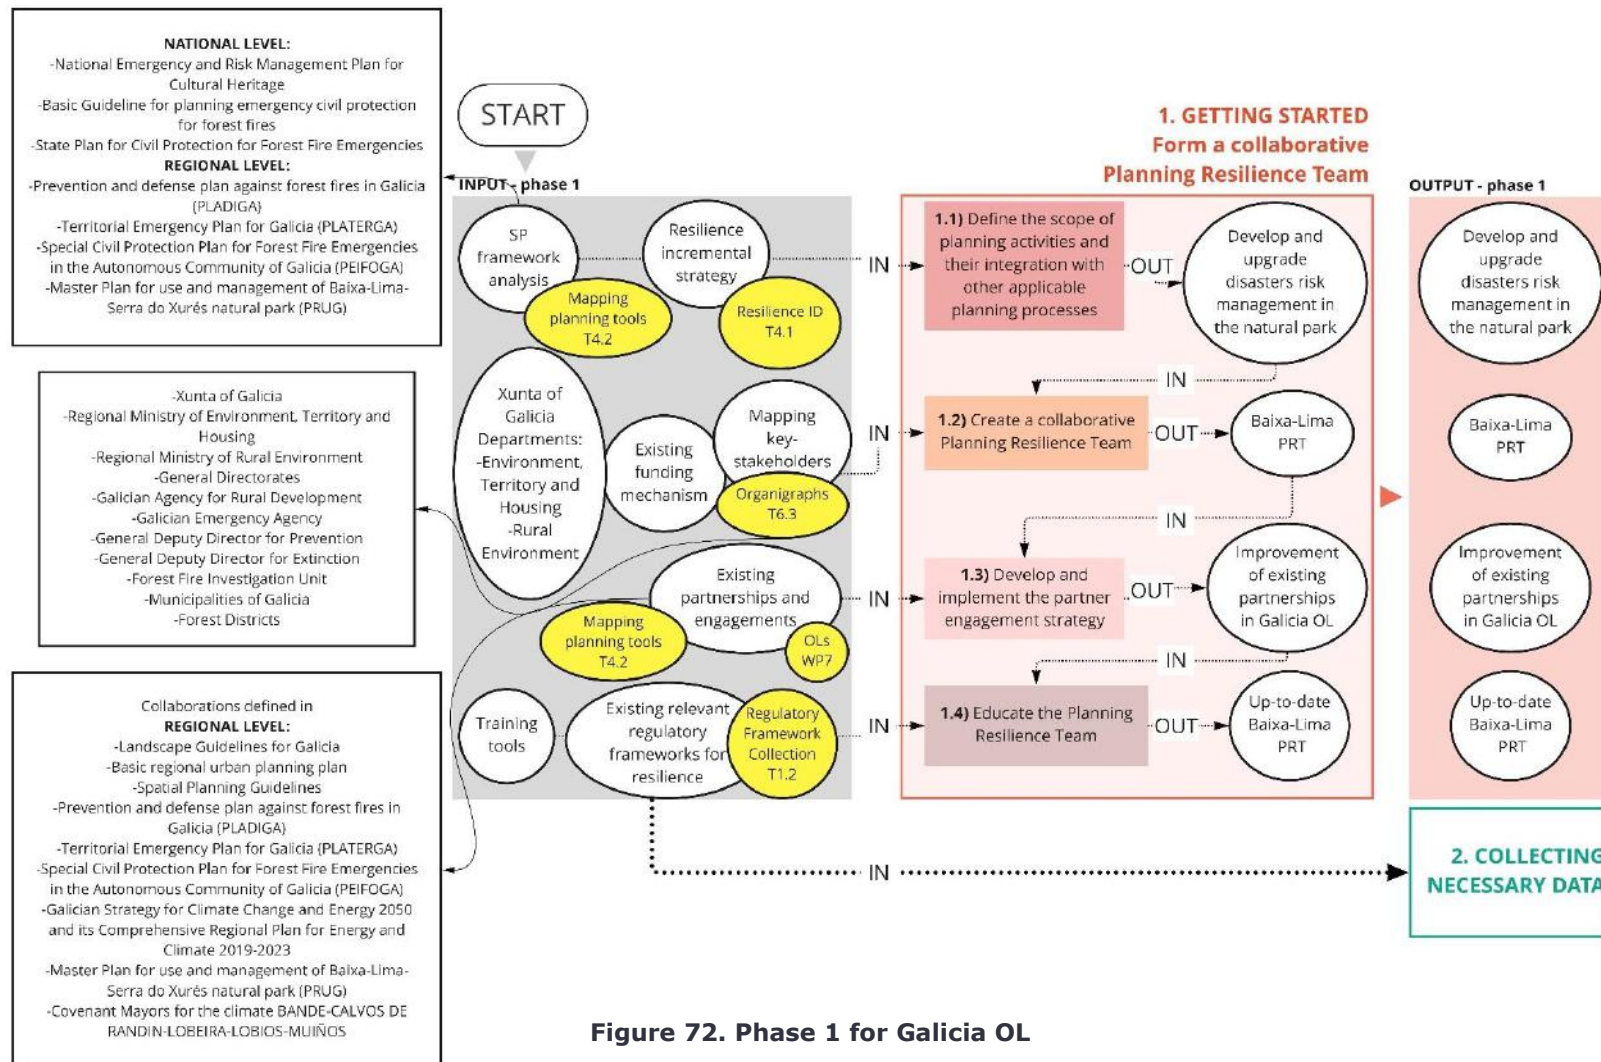 NATIONAL LEVEL:
-National Emergency and Risk Management Plan for
Cultural Heritage
-Basic Guideline for planning emergency civil protection
for forest fires
-State Plan for Civil Protection for Forest Fire Emergencies
REGIONAL LEVEL:
-Prevention and defense plan against forest fires in Galicia
(PLADIGA)
-Territorial Emergency Plan for Galicia (PLATERGA)
-Special Civil Protection Plan for Forest Fire Emergencies
in the Autonomous Community of Galicia (PEIFOGA)
-Master Plan for use and management of Baixa-Lima-
Serra do Xurés natural park (PRUG)
-Xunta of Galicia
-Regional Ministry of Environment, Territory and
Housing
-Regional Ministry of Rural Environment
-General Directorates
-Galician Agency for Rural Development
-Galician Emergency Agency
-General Deputy Director for Prevention
-General Deputy Director for Extinction
-Forest Fire Investigation Unit
-Municipalities of Galicia
-Forest Districts
Collaborations defined in
REGIONAL LEVEL:
-Landscape Guidelines for Galicia
-Basic regional urban planning plan
-Spatial Planning Guidelines
-Prevention and defense plan against forest fires in
Galicia (PLADIGA)
-Territorial Emergency Plan for Galicia (PLATERGA)
-Special Civil Protection Plan for Forest Fire Emergencies
in the Autonomous Community of Galicia (PEIFOGA)
-Galician Strategy for Climate Change and Energy 2050
and its Comprehensive Regional Plan for Energy and
Climate 2019-2023
-Master Plan for use and management of Baixa-Lima-
Serra do Xurés natural park (PRUG)
-Covenant Mayors for the climate BANDE-CALVOS DE
RANDIN-LOBEIRA-LOBIOS-MUIÑOS
START
INPUT - phase 1
SP
framework
analysis
Mapping
planning tools
T4.2
Resilience
incremental
strategy
Resilience ID
T4.1
Xunta of
Galicia
Departments:
-Environment,
Territory and
Housing
-Rural
Environment
Existing
funding
mechanism
Mapping
key-
stakeholders
Organigraphs
T6.3
Existing
partnerships and
engagements
Mapping
planning tools
T4.2
OLs
WP7
Training
tools
Existing relevant
regulatory
frameworks for
resilience
Regulatory
Framework
Collection
T1.2
IN
IN
IN
IN
IN
1. GETTING STARTED
Form a collaborative
Planning Resilience Team
1.1) Define the scope of
planning activities and
their integration with
other applicable
planning processes
OUT
Develop and
upgrade
disasters risk
management in
the natural park
IN
1.2) Create a collaborative
Planning Resilience Team
OUT
Baixa-Lima
PRT
IN
1.3) Develop and
implement the partner
engagement strategy
OUT
Improvement
of existing
partnerships
in Galicia OL
IN
1.4) Educate the Planning
Resilience Team
OUT
Up-to-date
Baixa-Lima
PRT
OUTPUT - phase 1
Develop and
upgrade
disasters risk
management in
the natural park
Baixa-Lima
PRT
Improvement
of existing
partnerships
in Galicia OL
Up-to-date
Baixa-Lima
PRT
2. COLLECTING
NECESSARY DATA
Figure 72. Phase 1 for Galicia OL